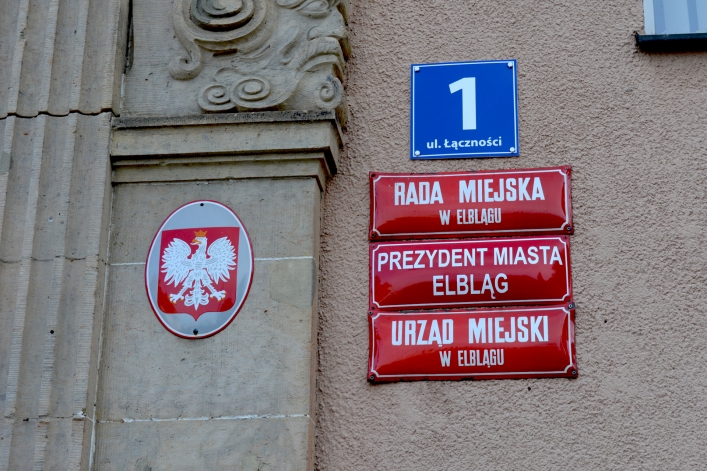 1
ul. Łączności
RADA MIEJSKA
W ELBLĄGU
PREZYDENT MIASTA
ELBLĄG
URZĄD MIEJSKI
W ELBLĄGU